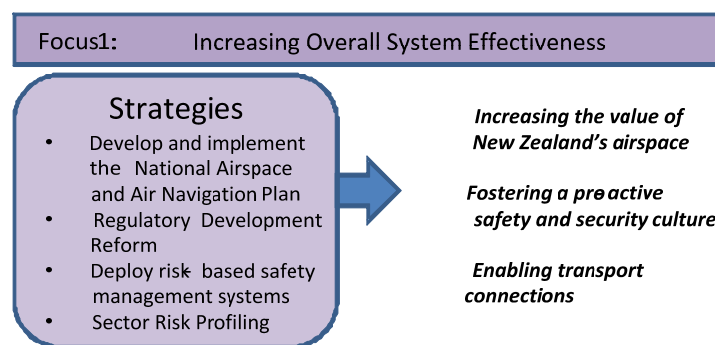 Focus1: Increasing Overall System Effectiveness
Strategies
• Develop and implement
the National Airspace
and Air Navigation Plan
• Regulatory Development
Reform
• Deploy risk- based safety
management systems
• Sector Risk Profiling
Increasing the value of
New Zealand's airspace
Fostering a proactive
safety and security culture
Enabling transport
connections